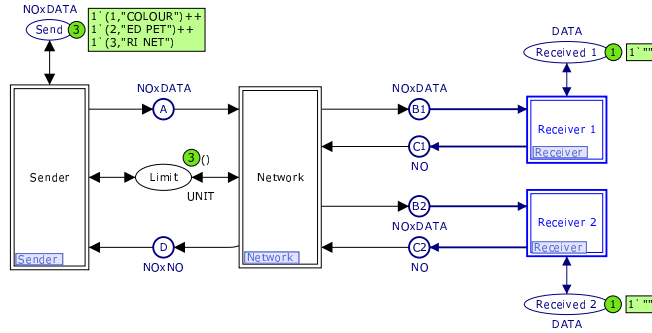 NOxDATA
Send
3
1`(1,"COLOUR")++
1`(2,"ED PET")++
1`(3,"RI NET")
DATA
Received 1
1
1`""
NOxDATA
A
NOxDATA
B1
Receiver 1
Receiver
C1
NO
Sender
3
()
Limit
UNIT
Network
B2
NOxDATA
Receiver 2
Receiver
D
NOxNO
C2
NO
Sender
Network
Received 2
1
1`""
DATA